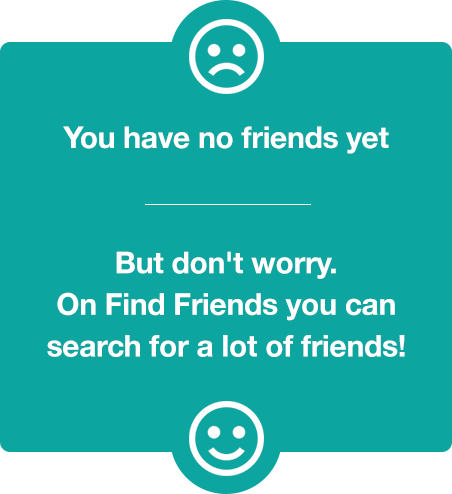 You have no friends yet
But don't worry.
On Find Friends you can
search for a lot of friends!